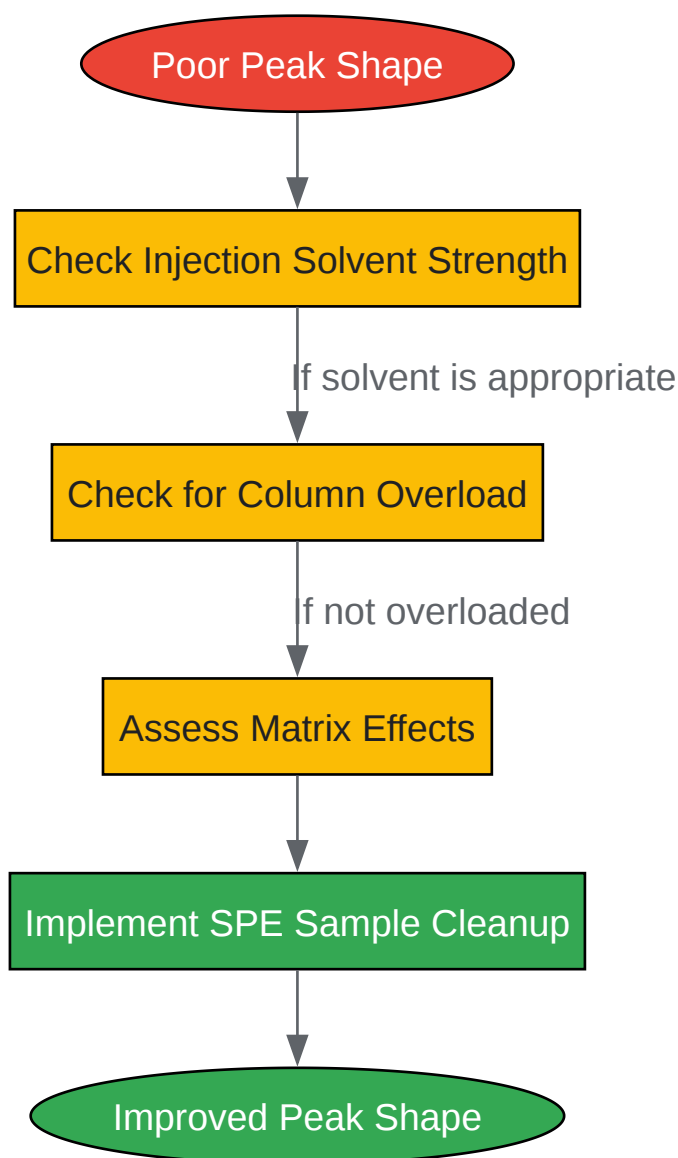 Poor Peak Shape
Check Injection Solvent Strength
If solvent is appropriate
Check for Column Overload
If not overloaded
Assess Matrix Effects
Implement SPE Sample Cleanup
Improved Peak Shape